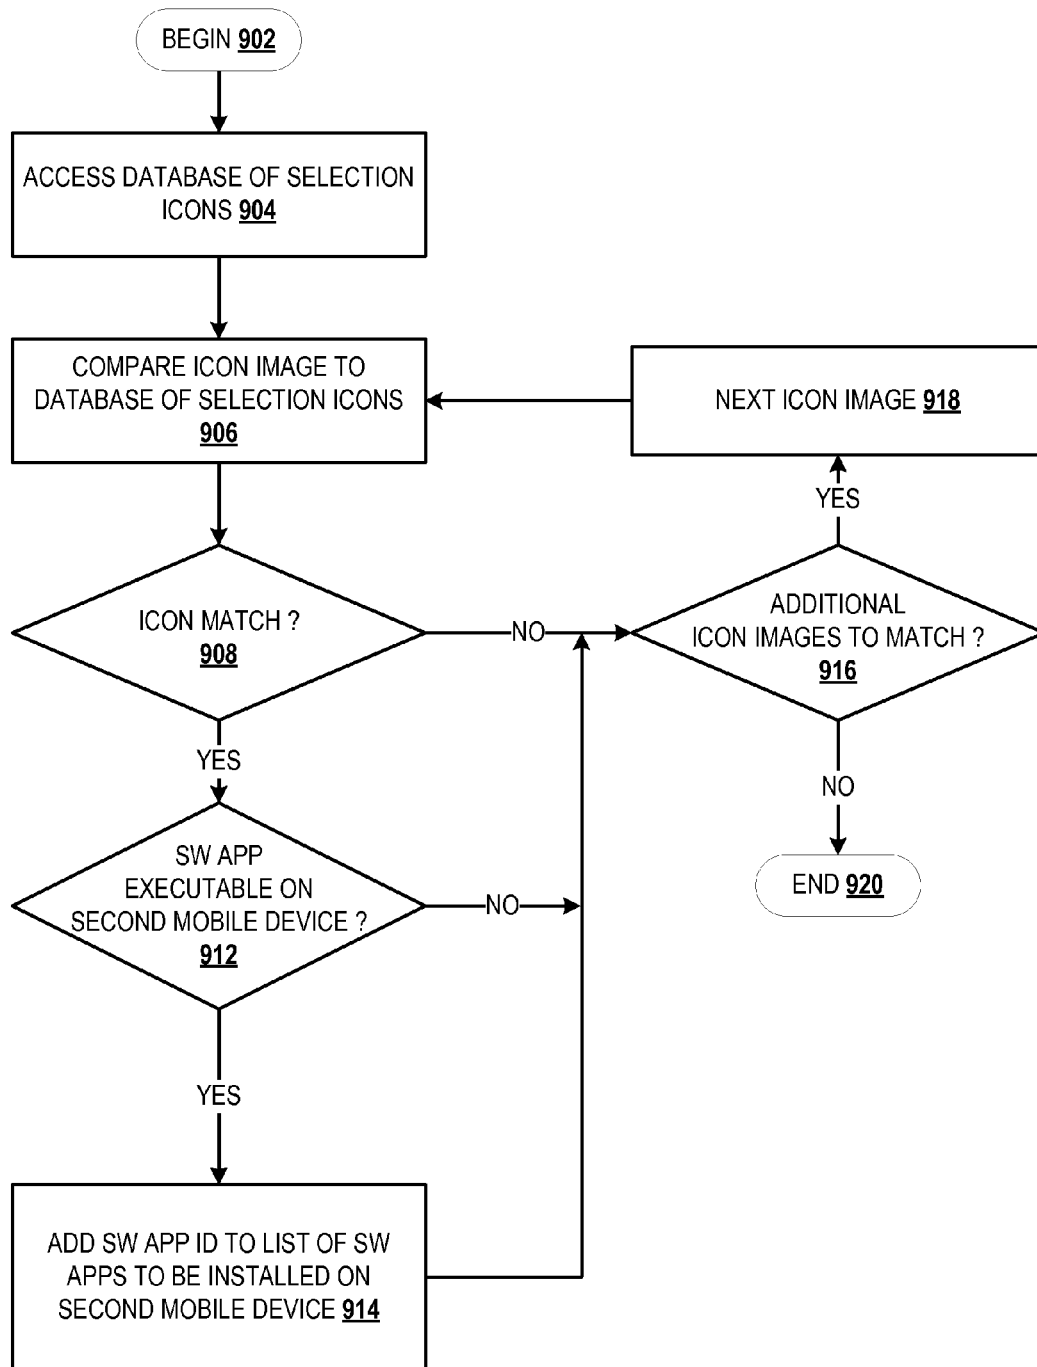 BEGIN 902
ACCESS DATABASE OF SELECTION
ICONS 904
COMPARE ICON IMAGE TO
DATABASE OF SELECTION ICONS
906
NEXT ICON IMAGE 918
YES
ICON MATCH ?
908
NO
ADDITIONAL
ICON IMAGES TO MATCH ?
916
YES
NO
SW APP
EXECUTABLE ON
SECOND MOBILE DEVICE ?
912
NO
END 920
YES
ADD SW APP ID TO LIST OF SW
APPS TO BE INSTALLED ON
SECOND MOBILE DEVICE 914